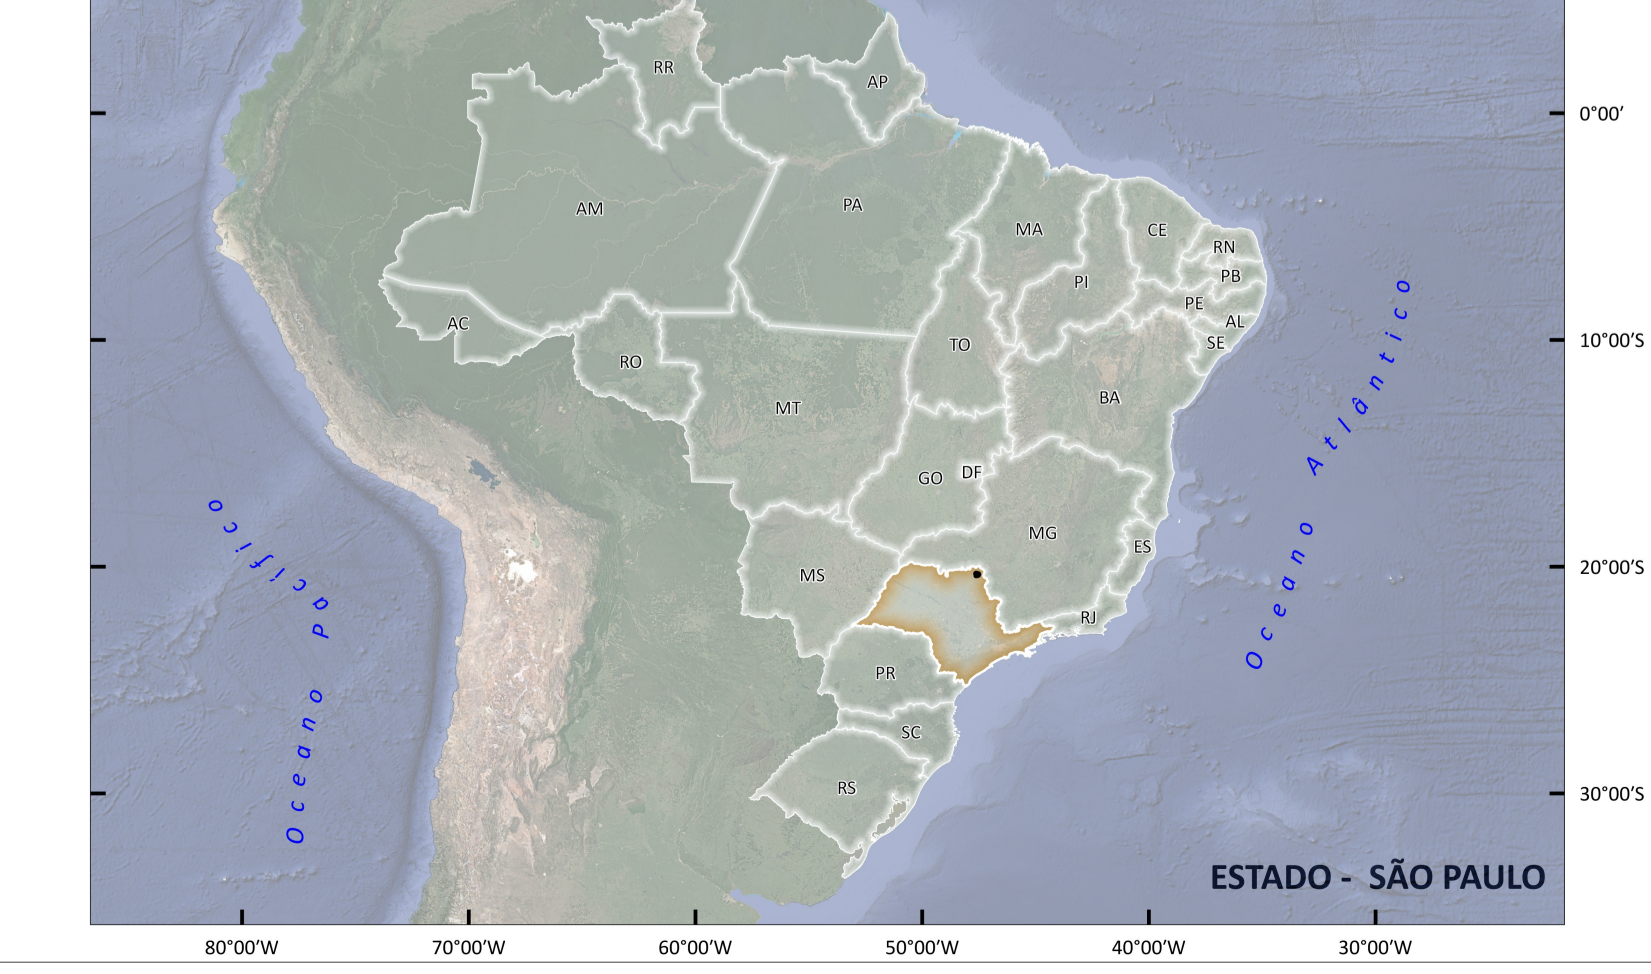 RR
AP
0°00'
AM
PA
MA
CE
RN
PB
PI
PE
AL
SE
AC
RO
TO
10°00'S
MT
BA
GO
DF
MG
ES
MS
20°00'S
RJ
PR
SC
RS
30°00'S
Oceano Pacífico
Oceano Atlântico
ESTADO - SÃO PAULO
80°00'W
70°00'W
60°00'W
50°00'W
40°00'W
30°00'W